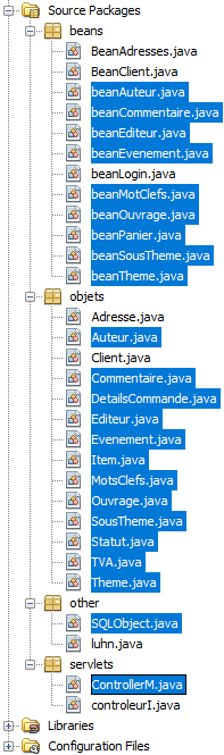 Source Packages
beans
BeanAdresses.java
BeanClient.java
beanAuteur.java
beanCommentaire.java
beanEditeur.java
beanEvenement.java
beanLogin.java
beanMotClefs.java
beanOuvrage.java
beanPanier.java
beanSousTheme.java
beanTheme.java
objets
Adresse.java
Auteur.java
Client.java
Commentaire.java
DetailsCommande.java
Editeur.java
Evenement.java
Item.java
MotsClefs.java
Ouvrage.java
SousTheme.java
Statut.java
TVA.java
Theme.java
other
SQLObject.java
luhn.java
servlets
ControllerM.java
controleurI.java
Libraries
Configuration Files